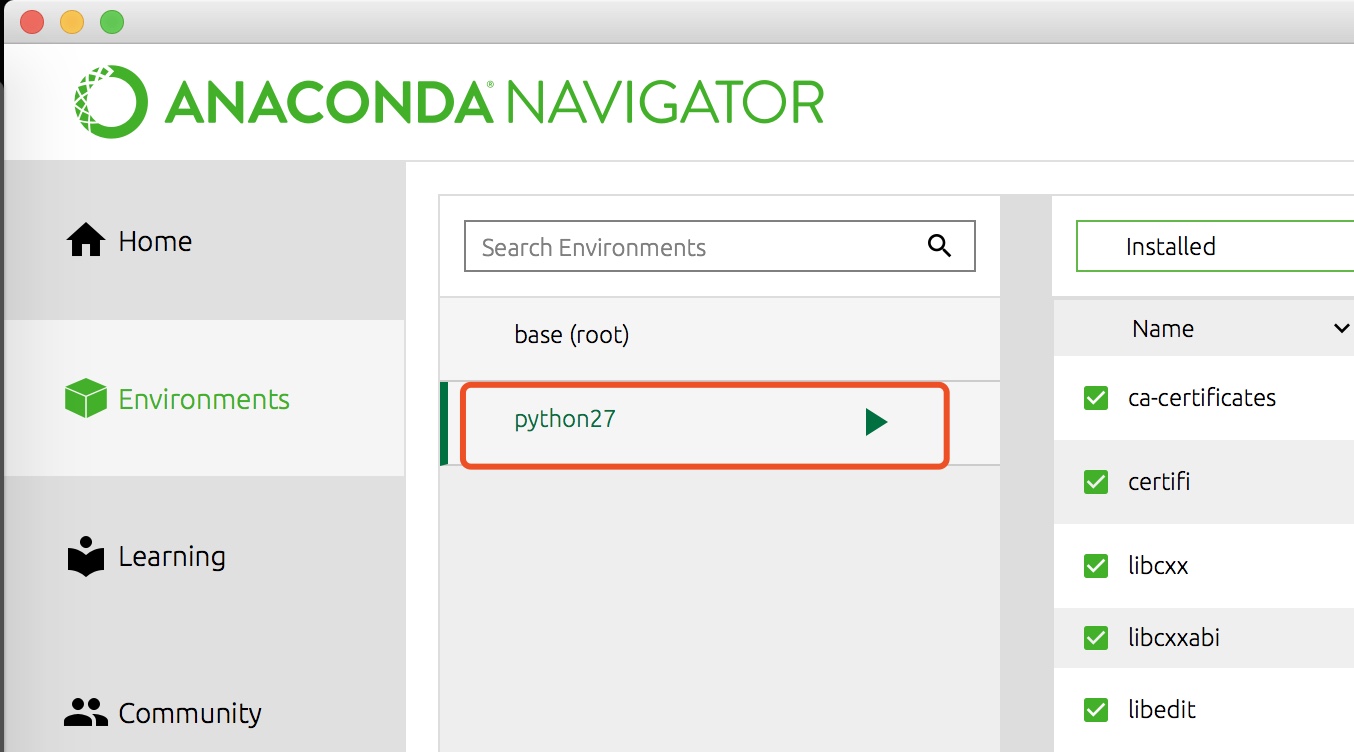 ANACONDA® NAVIGATOR
Home
Environments
Learning
Community
Search Environments
base (root)
python27
Installed
Name
ca-certificates
certifi
libcxx
libcxxabi
libedit